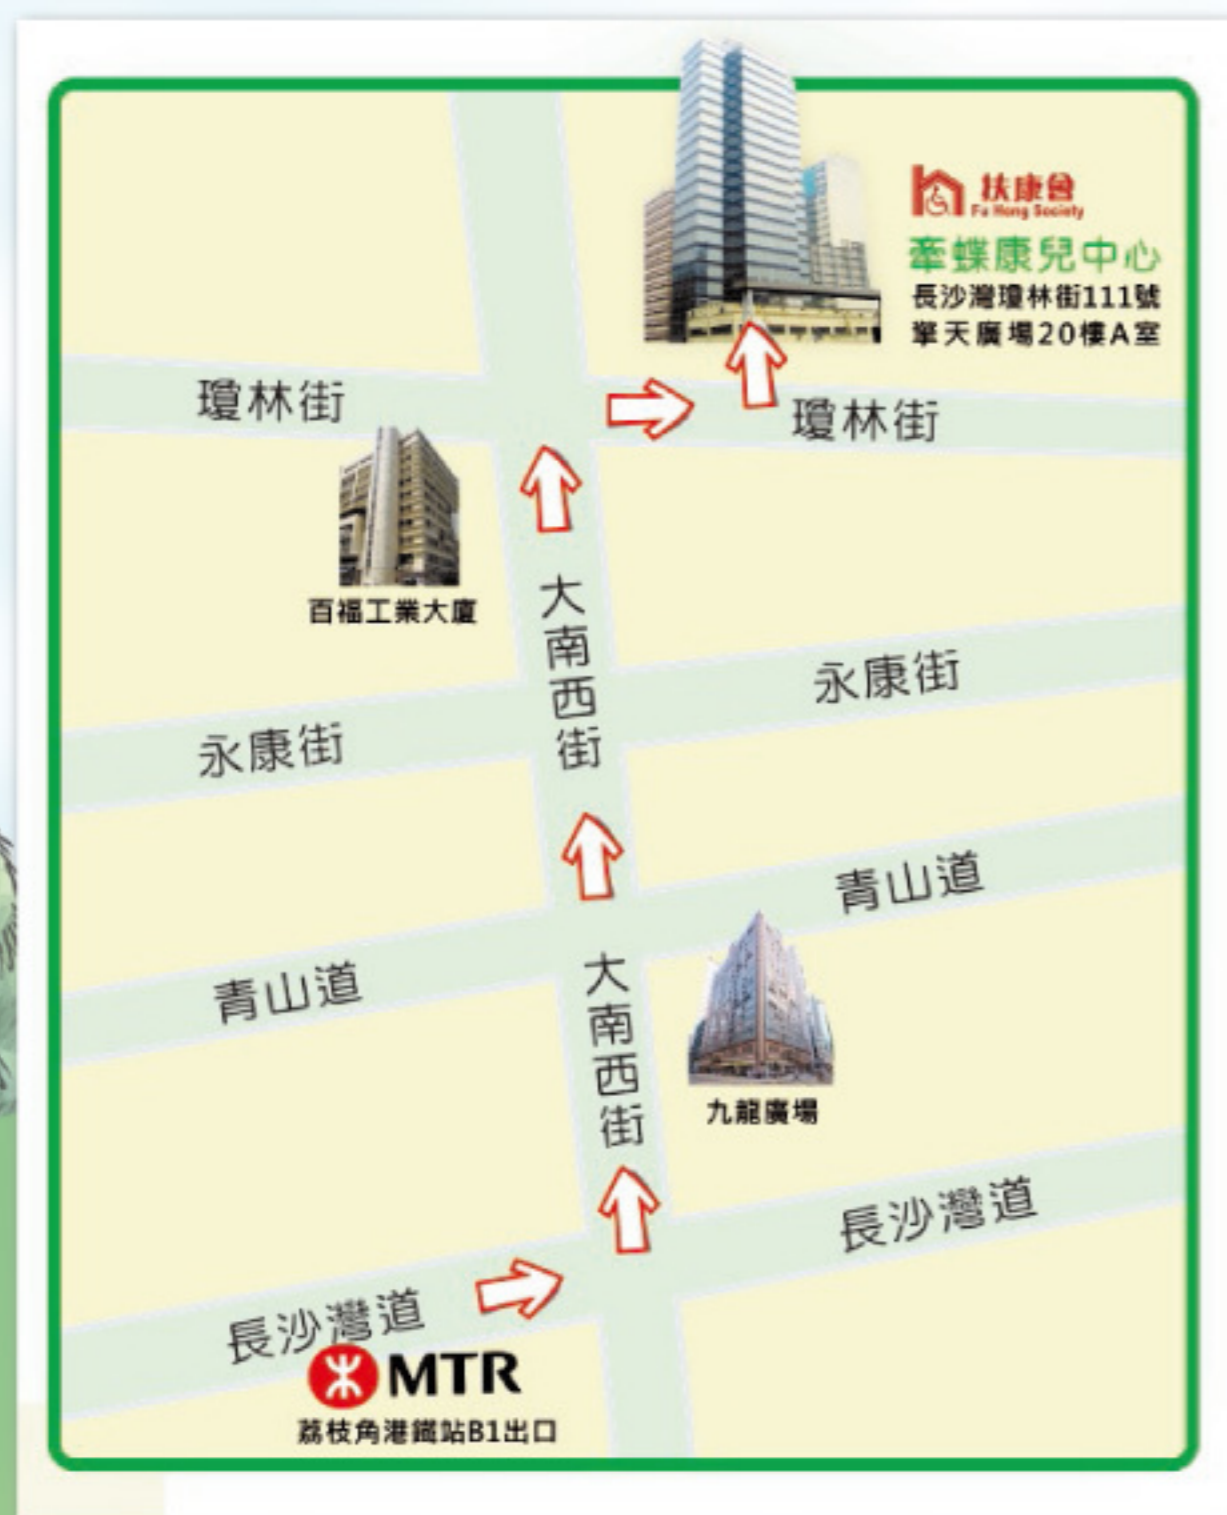 扶康會
Fu Hong Society
牽蝶康兒中心
長沙灣瓊林街111號
擎天廣場20樓A室
瓊林街
瓊林街
百福工業大廈
大南西街
永康街
永康街
青山道
青山道
大南西街
九龍廣場
長沙灣道
長沙灣道
MTR
荔枝角港鐵站B1出口